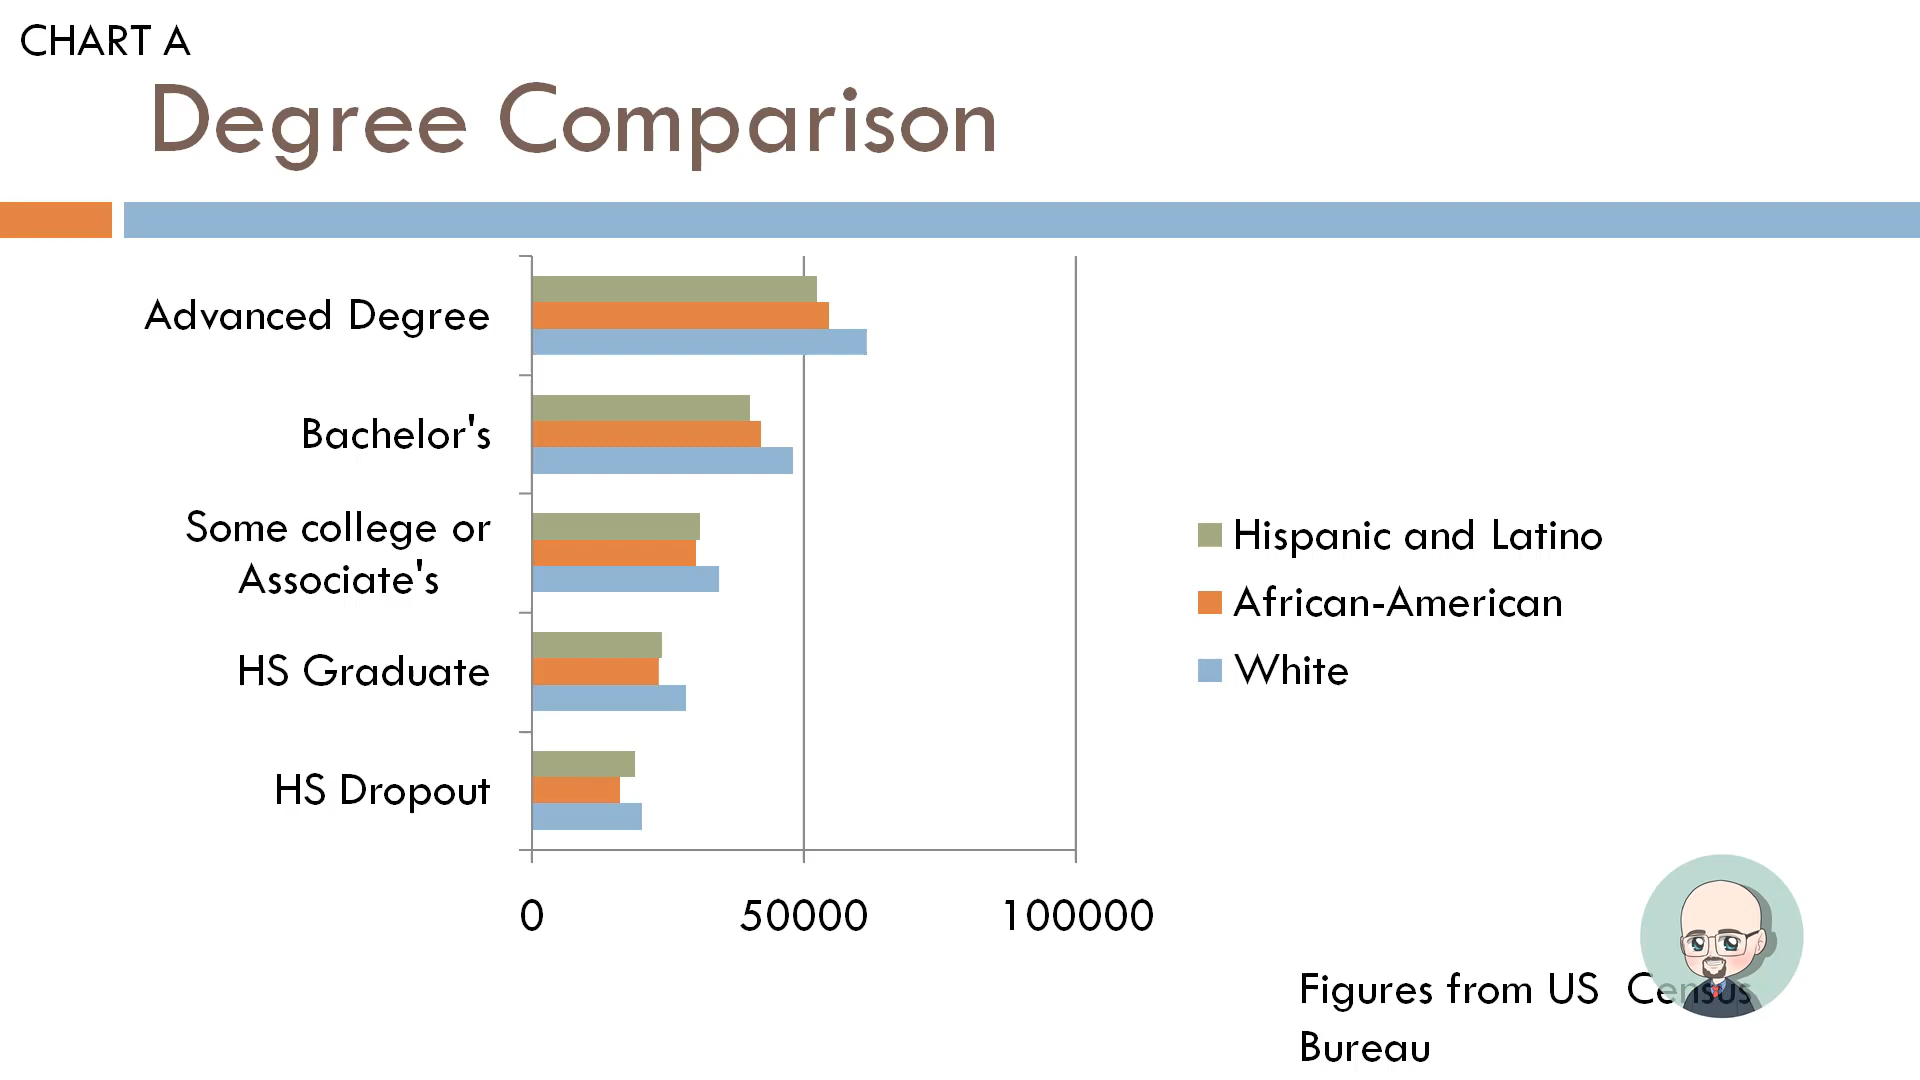 CHART A
Degree Comparison
Advanced Degree
Bachelor's
Some college or
Associate's
HS Graduate
HS Dropout
0 50000 100000
Hispanic and Latino
African-American
White
Figures from US Census
Bureau